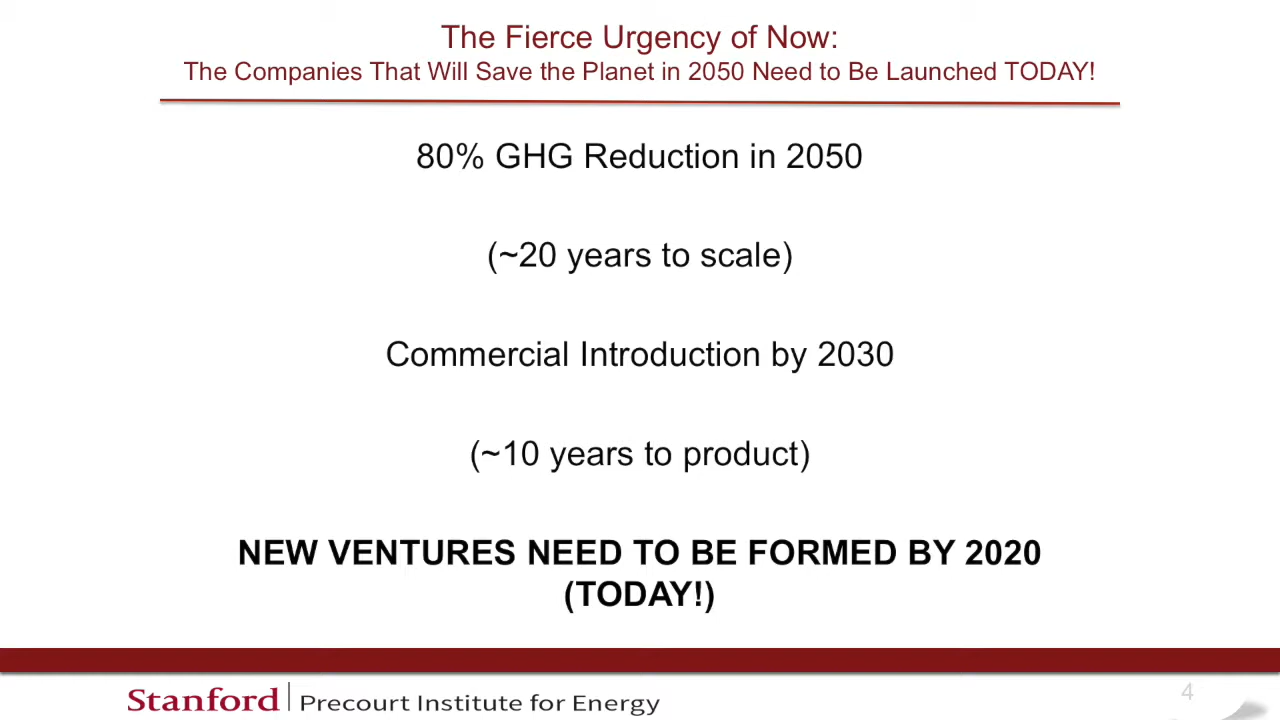 The Fierce Urgency of Now:
The Companies That Will Save the Planet in 2050 Need to Be Launched TODAY!
80% GHG Reduction in 2050
(~20 years to scale)
Commercial Introduction by 2030
(~10 years to product)
NEW VENTURES NEED TO BE FORMED BY 2020
(TODAY!)
Stanford | Precourt Institute for Energy
4